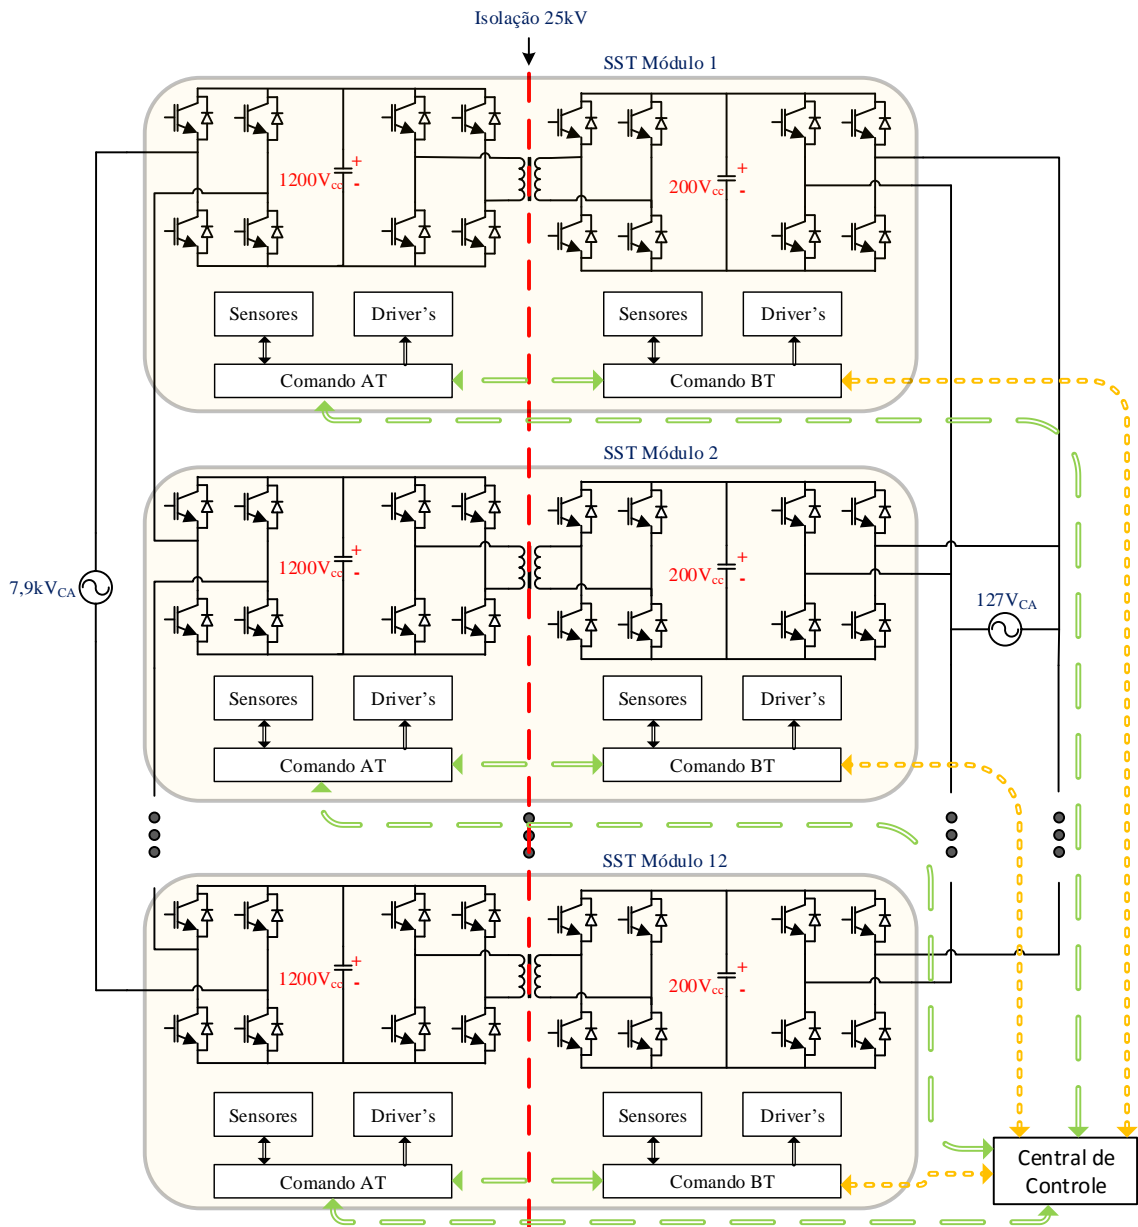 Isolação 25kV
SST Módulo 1
1200Vcc
+
-
200Vcc
+
-
Sensores
Driver's
Sensores
Driver's
Comando AT
Comando BT
SST Módulo 2
1200Vcc
+
-
200Vcc
+
-
7,9kVCA
127VCA
Sensores
Driver's
Sensores
Driver's
Comando AT
Comando BT
SST Módulo 12
1200Vcc
+
-
200Vcc
+
-
Sensores
Driver's
Sensores
Driver's
Comando AT
Comando BT
Central de
Controle